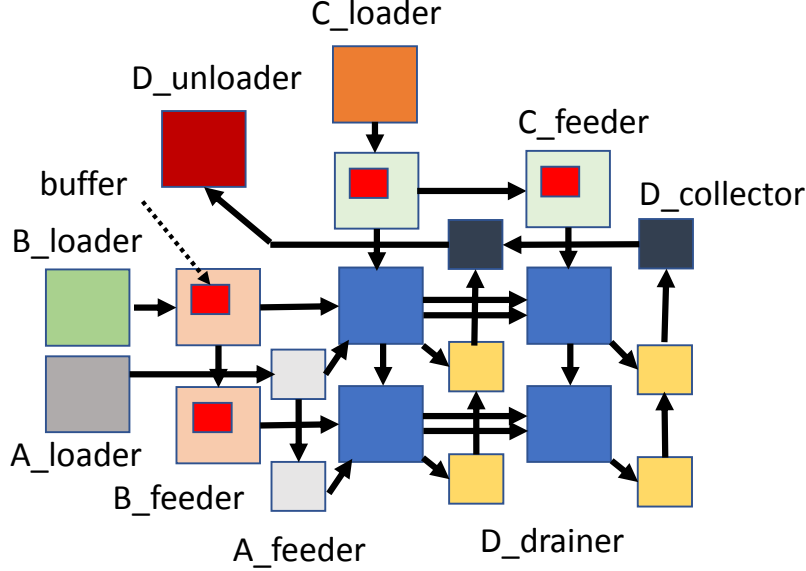 C_loader
D_unloader
C_feeder
buffer
D_collector
B_loader
A_loader
B_feeder
A_feeder
D_drainer